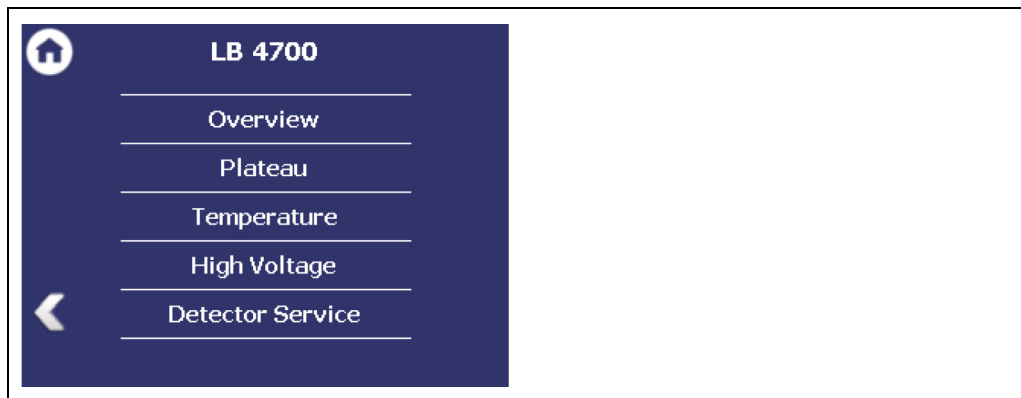 LB 4700
Overview
Plateau
Temperature
High Voltage
Detector Service